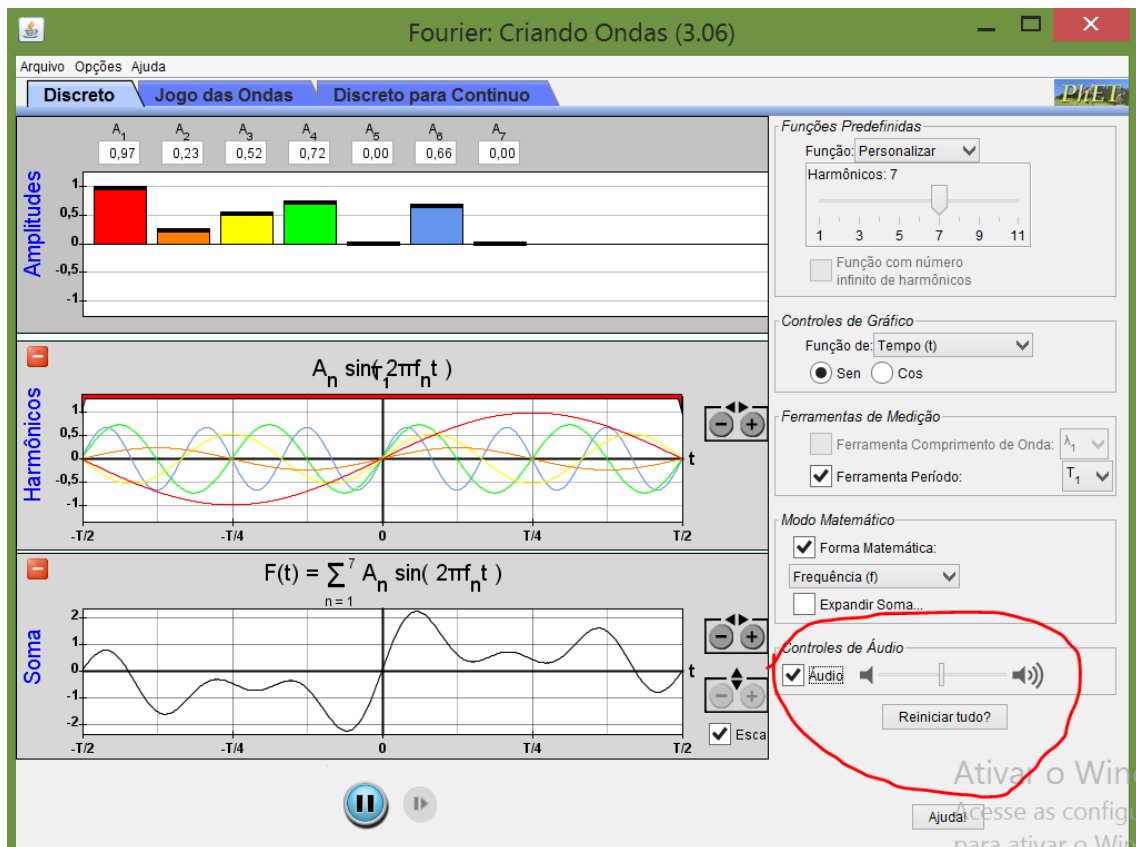 Fourier: Criando Ondas (3.06)
Arquivo Opções Ajuda
Discreto Jogo das Ondas Discreto para Contínuo
PhET
Amplitudes
A1 A2 A3 A4 A5 A6 A7
0,97 0,23 0,52 0,72 0,00 0,66 0,00
1
0,5
0
-0,5
-1
Harmônicos
An sin( 2πfnt )
T1
1
0,5
0
-0,5
-1
t
-T/2 -T/4 0 T/4 T/2
Soma
F(t) = Σ 7 An sin( 2πfnt )
n = 1
2
1
0
-1
-2
t
-T/2 -T/4 0 T/4 T/2
Esca
Funções Predefinidas
Função: Personalizar
Harmônicos: 7
1 3 5 7 9 11
Função com número
infinito de harmônicos
Controles de Gráfico
Função de: Tempo (t)
Sen Cos
Ferramentas de Medição
Ferramenta Comprimento de Onda: λ1
Ferramenta Período: T1
Modo Matemático
Forma Matemática:
Frequência (f)
Expandir Soma...
Controles de Áudio
Áudio
Reiniciar tudo?
Ajuda!
Ativar o Win
Acesse as configu
para ativar o Win